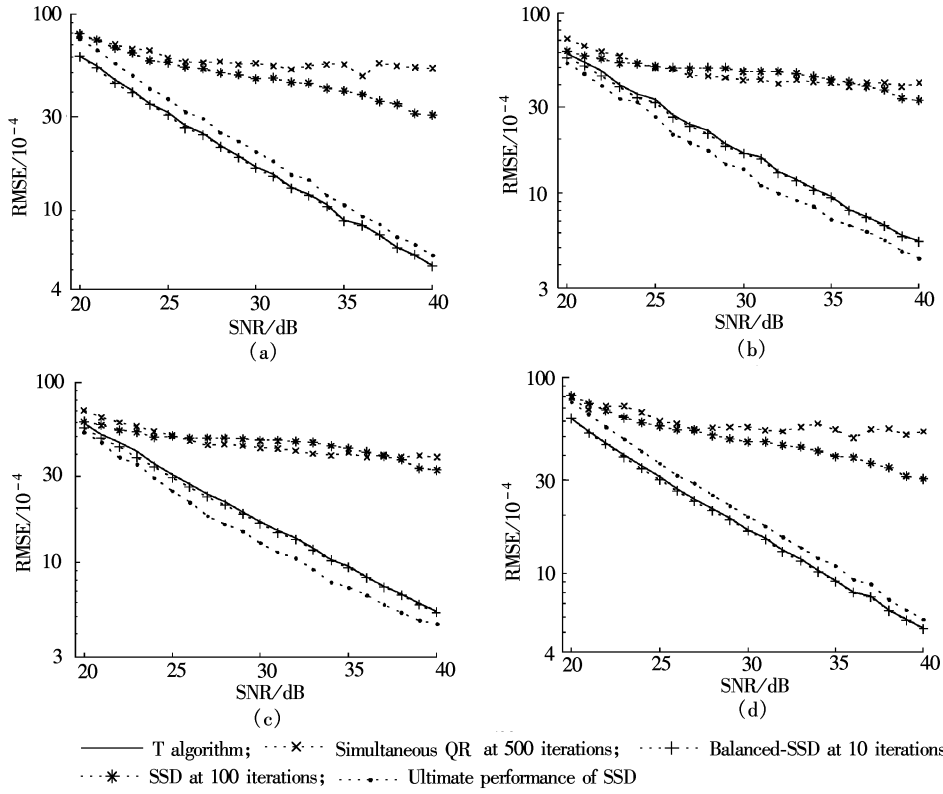 100
30
10
4
RMSE/10⁻⁴
20 25 30 35 40
SNR/dB
(a)
100
30
10
3
RMSE/10⁻⁴
20 25 30 35 40
SNR/dB
(b)
100
30
10
3
RMSE/10⁻⁴
20 25 30 35 40
SNR/dB
(c)
100
30
10
4
RMSE/10⁻⁴
20 25 30 35 40
SNR/dB
(d)
T algorithm; Simultaneous QR at 500 iterations; Balanced-SSD at 10 iterations
SSD at 100 iterations; Ultimate performance of SSD